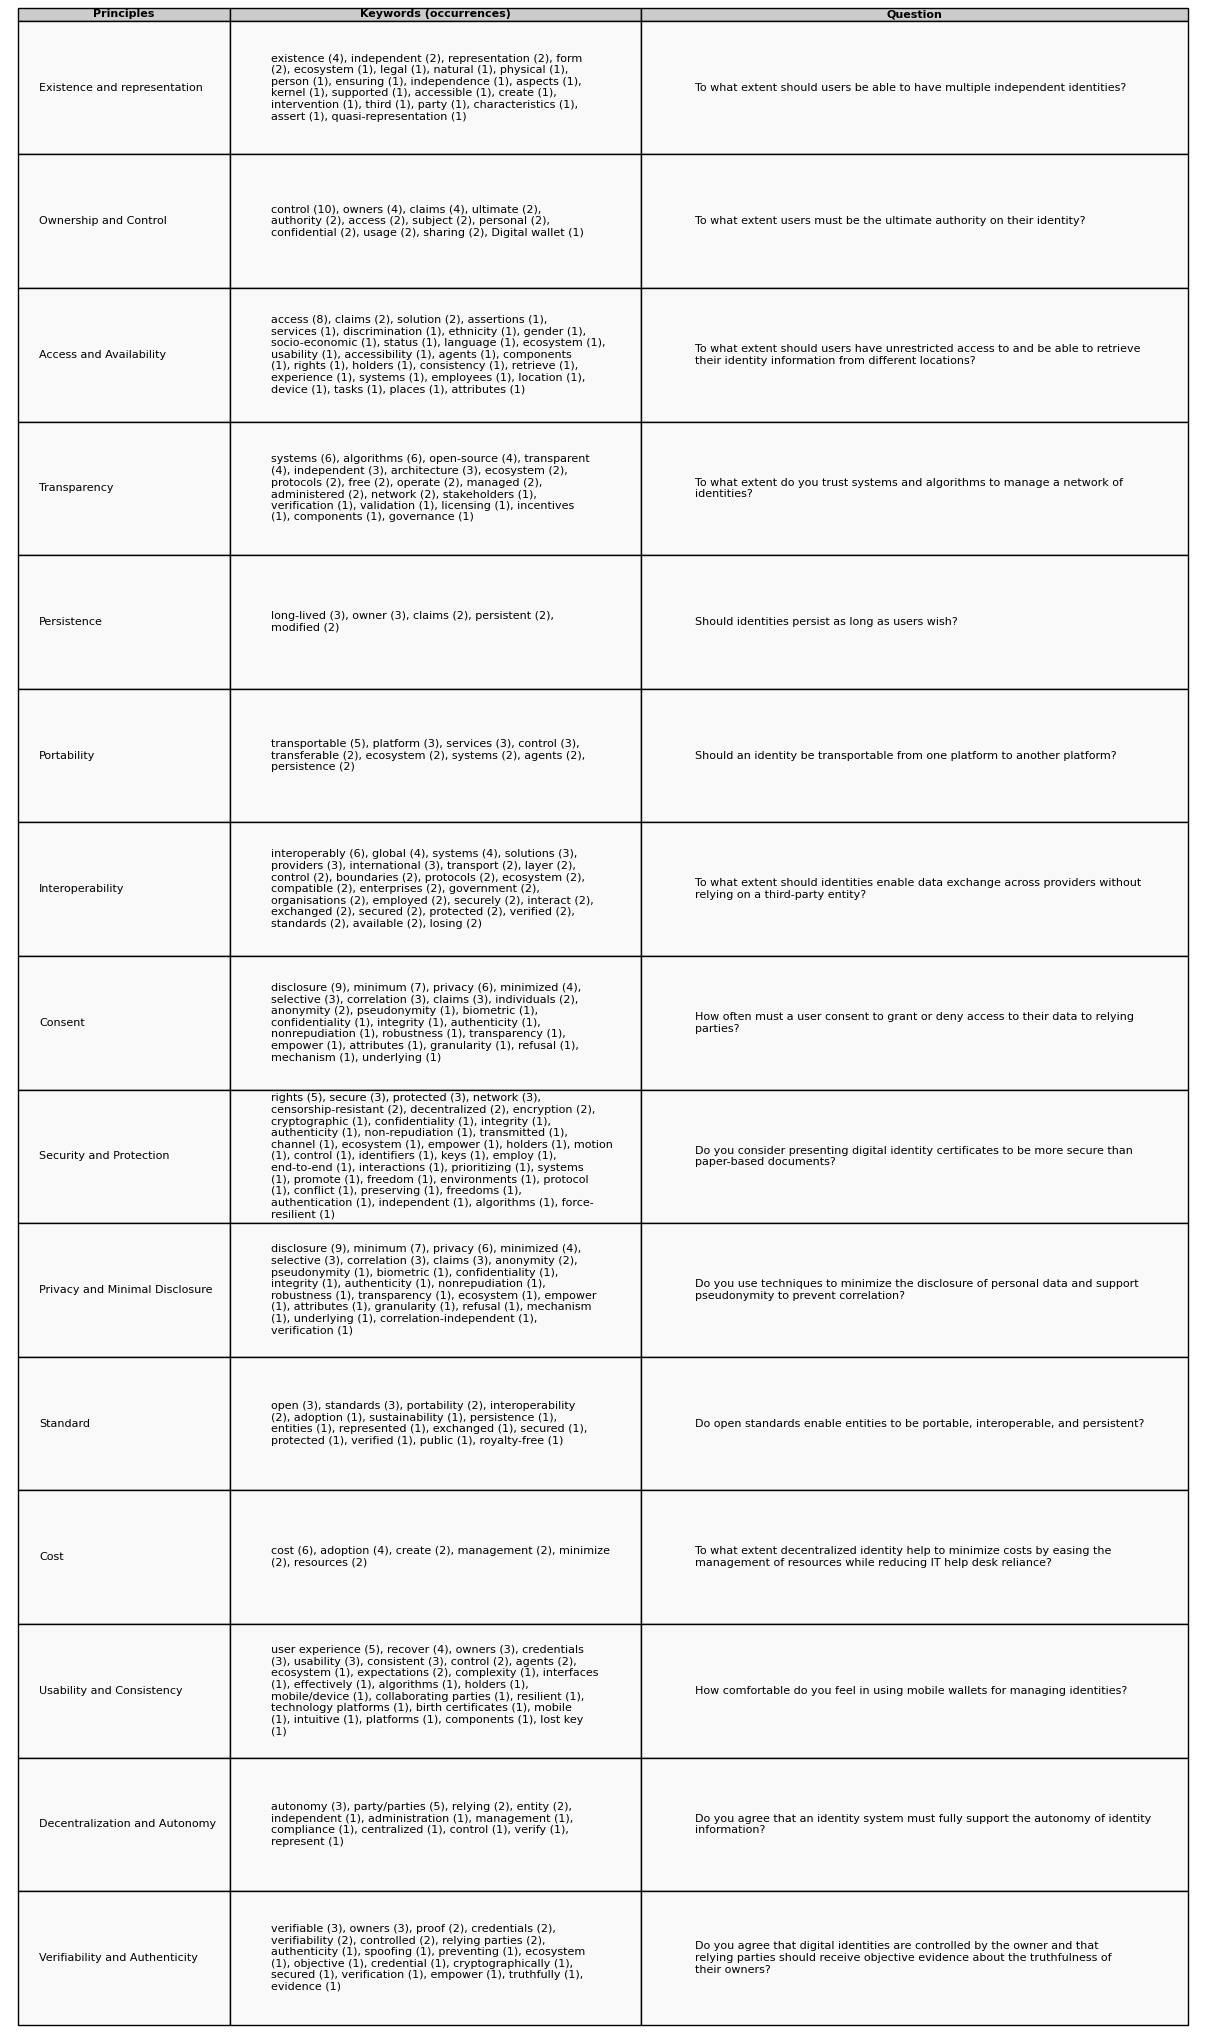 Principles
Keywords (occurrences)
Question
Existence and representation
existence (4), independent (2), representation (2), form
(2), ecosystem (1), legal (1), natural (1), physical (1),
person (1), ensuring (1), independence (1), aspects (1),
kernel (1), supported (1), accessible (1), create (1),
intervention (1), third (1), party (1), characteristics (1),
assert (1), quasi-representation (1)
To what extent should users be able to have multiple independent identities?
Ownership and Control
control (10), owners (4), claims (4), ultimate (2),
authority (2), access (2), subject (2), personal (2),
confidential (2), usage (2), sharing (2), Digital wallet (1)
To what extent users must be the ultimate authority on their identity?
Access and Availability
access (8), claims (2), solution (2), assertions (1),
services (1), discrimination (1), ethnicity (1), gender (1),
socio-economic (1), status (1), language (1), ecosystem (1),
usability (1), accessibility (1), agents (1), components
(1), rights (1), holders (1), consistency (1), retrieve (1),
experience (1), systems (1), employees (1), location (1),
device (1), tasks (1), places (1), attributes (1)
To what extent should users have unrestricted access to and be able to retrieve
their identity information from different locations?
Transparency
systems (6), algorithms (6), open-source (4), transparent
(4), independent (3), architecture (3), ecosystem (2),
protocols (2), free (2), operate (2), managed (2),
administered (2), network (2), stakeholders (1),
verification (1), validation (1), licensing (1), incentives
(1), components (1), governance (1)
To what extent do you trust systems and algorithms to manage a network of
identities?
Persistence
long-lived (3), owner (3), claims (2), persistent (2),
modified (2)
Should identities persist as long as users wish?
Portability
transportable (5), platform (3), services (3), control (3),
transferable (2), ecosystem (2), systems (2), agents (2),
persistence (2)
Should an identity be transportable from one platform to another platform?
Interoperability
interoperably (6), global (4), systems (4), solutions (3),
providers (3), international (3), transport (2), layer (2),
control (2), boundaries (2), protocols (2), ecosystem (2),
compatible (2), enterprises (2), government (2),
organisations (2), employed (2), securely (2), interact (2),
exchanged (2), secured (2), protected (2), verified (2),
standards (2), available (2), losing (2)
To what extent should identities enable data exchange across providers without
relying on a third-party entity?
Consent
disclosure (9), minimum (7), privacy (6), minimized (4),
selective (3), correlation (3), claims (3), individuals (2),
anonymity (2), pseudonymity (1), biometric (1),
confidentiality (1), integrity (1), authenticity (1),
nonrepudiation (1), robustness (1), transparency (1),
empower (1), attributes (1), granularity (1), refusal (1),
mechanism (1), underlying (1)
How often must a user consent to grant or deny access to their data to relying
parties?
Security and Protection
rights (5), secure (3), protected (3), network (3),
censorship-resistant (2), decentralized (2), encryption (2),
cryptographic (1), confidentiality (1), integrity (1),
authenticity (1), non-repudiation (1), transmitted (1),
channel (1), ecosystem (1), empower (1), holders (1), motion
(1), control (1), identifiers (1), keys (1), employ (1),
end-to-end (1), interactions (1), prioritizing (1), systems
(1), promote (1), freedom (1), environments (1), protocol
(1), conflict (1), preserving (1), freedoms (1),
authentication (1), independent (1), algorithms (1), force-
resilient (1)
Do you consider presenting digital identity certificates to be more secure than
paper-based documents?
Privacy and Minimal Disclosure
disclosure (9), minimum (7), privacy (6), minimized (4),
selective (3), correlation (3), claims (3), anonymity (2),
pseudonymity (1), biometric (1), confidentiality (1),
integrity (1), authenticity (1), nonrepudiation (1),
robustness (1), transparency (1), ecosystem (1), empower
(1), attributes (1), granularity (1), refusal (1), mechanism
(1), underlying (1), correlation-independent (1),
verification (1)
Do you use techniques to minimize the disclosure of personal data and support
pseudonymity to prevent correlation?
Standard
open (3), standards (3), portability (2), interoperability
(2), adoption (1), sustainability (1), persistence (1),
entities (1), represented (1), exchanged (1), secured (1),
protected (1), verified (1), public (1), royalty-free (1)
Do open standards enable entities to be portable, interoperable, and persistent?
Cost
cost (6), adoption (4), create (2), management (2), minimize
(2), resources (2)
To what extent decentralized identity help to minimize costs by easing the
management of resources while reducing IT help desk reliance?
Usability and Consistency
user experience (5), recover (4), owners (3), credentials
(3), usability (3), consistent (3), control (2), agents (2),
ecosystem (1), expectations (2), complexity (1), interfaces
(1), effectively (1), algorithms (1), holders (1),
mobile/device (1), collaborating parties (1), resilient (1),
technology platforms (1), birth certificates (1), mobile
(1), intuitive (1), platforms (1), components (1), lost key
(1)
How comfortable do you feel in using mobile wallets for managing identities?
Decentralization and Autonomy
autonomy (3), party/parties (5), relying (2), entity (2),
independent (1), administration (1), management (1),
compliance (1), centralized (1), control (1), verify (1),
represent (1)
Do you agree that an identity system must fully support the autonomy of identity
information?
Verifiability and Authenticity
verifiable (3), owners (3), proof (2), credentials (2),
verifiability (2), controlled (2), relying parties (2),
authenticity (1), spoofing (1), preventing (1), ecosystem
(1), objective (1), credential (1), cryptographically (1),
secured (1), verification (1), empower (1), truthfully (1),
evidence (1)
Do you agree that digital identities are controlled by the owner and that
relying parties should receive objective evidence about the truthfulness of
their owners?